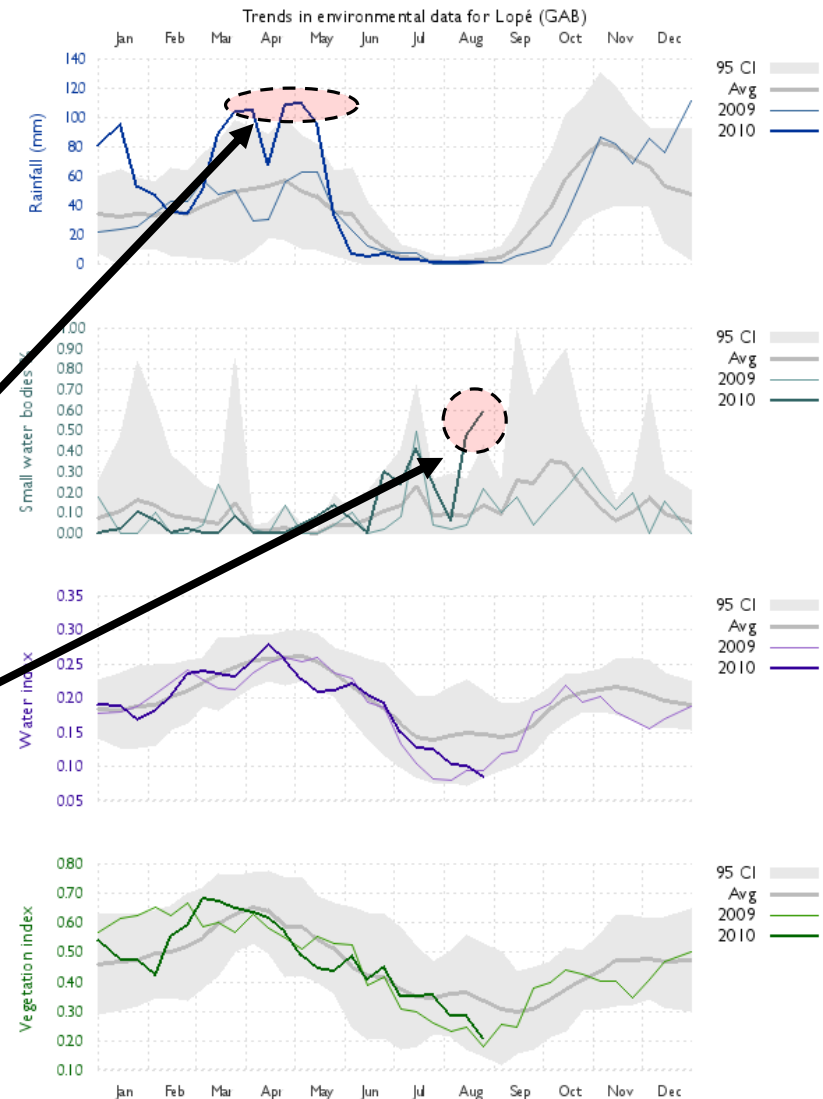 Trends in environmental data for Lopé (GAB)
Jan Feb Mar Apr May Jun Jul Aug Sep Oct Nov Dec
Rainfall (mm)
140
120
100
80
60
40
20
0
95 CI
Avg
2009
2010
Small water bodies
1.00
0.90
0.80
0.70
0.60
0.50
0.40
0.30
0.20
0.10
0.00
95 CI
Avg
2009
2010
Water index
0.35
0.30
0.25
0.20
0.15
0.10
0.05
95 CI
Avg
2009
2010
Vegetation index
0.80
0.70
0.60
0.50
0.40
0.30
0.20
0.10
95 CI
Avg
2009
2010
Jan Feb Mar Apr May Jun Jul Aug Sep Oct Nov Dec